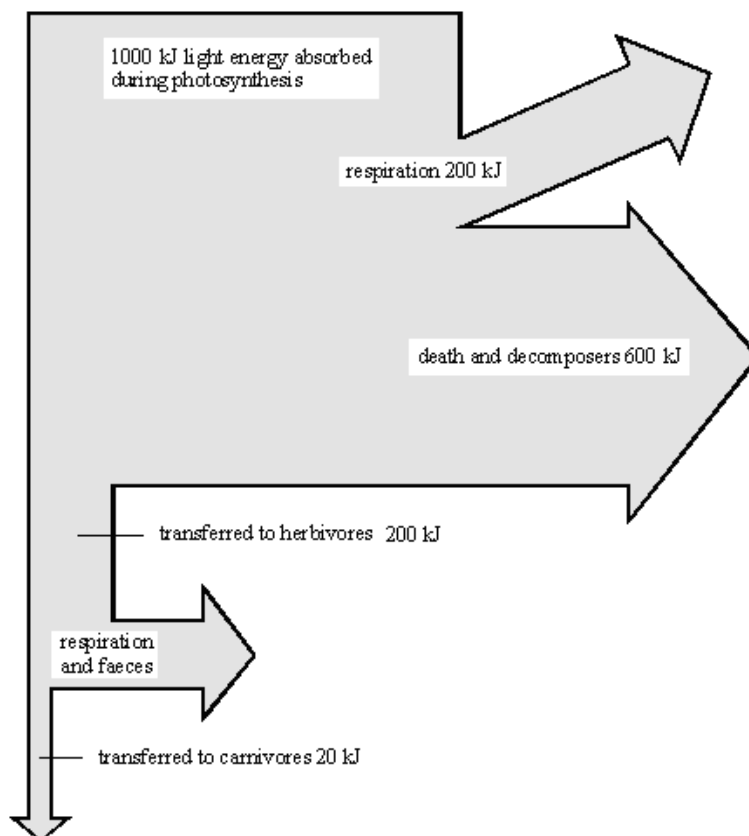 1000 kJ light energy absorbed
during photosynthesis
respiration 200 kJ
death and decomposers 600 kJ
transferred to herbivores 200 kJ
respiration
and faeces
transferred to carnivores 20 kJ